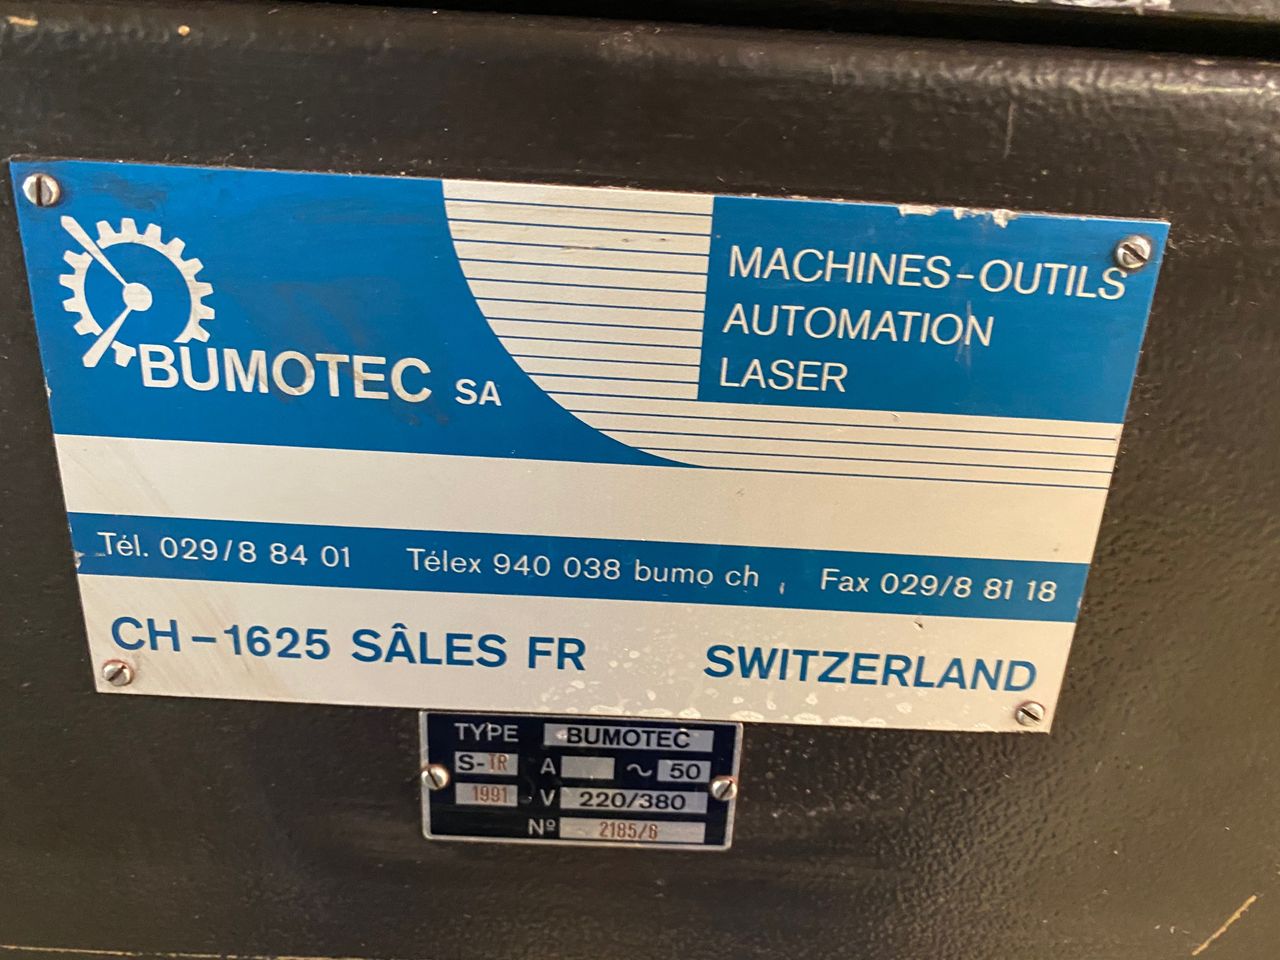 BUMOTEC SA
MACHINES-OUTILS
AUTOMATION
LASER
Tél. 029/8 84 01 Télex 940 038 bumo ch Fax 029/8 81 18
CH-1625 SÂLES FR SWITZERLAND
TYPE BUMOTEC
S-TR A ~ 50
1991 V 220/380
Nº 2185/6